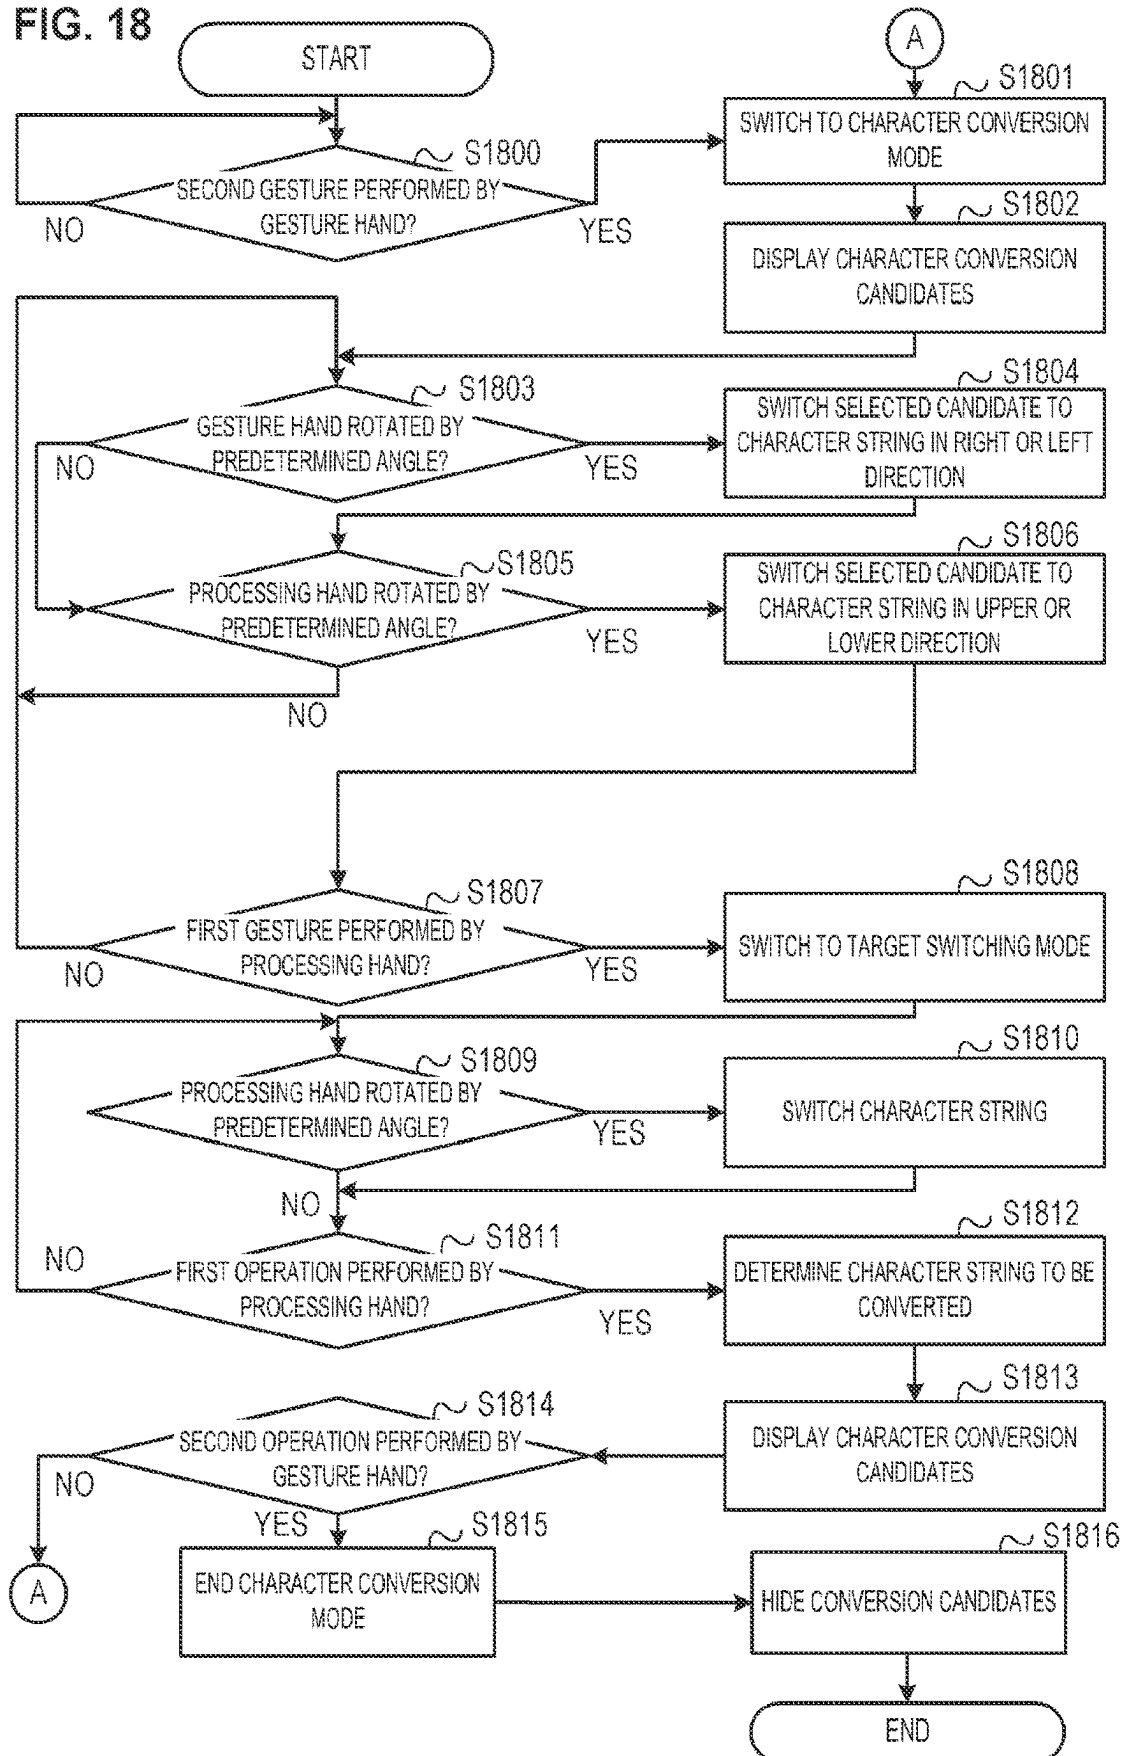 FIG. 18
START
A
S1801
SWITCH TO CHARACTER CONVERSION
MODE
S1800
SECOND GESTURE PERFORMED BY
GESTURE HAND?
NO
YES
S1802
DISPLAY CHARACTER CONVERSION
CANDIDATES
S1803
GESTURE HAND ROTATED BY
PREDETERMINED ANGLE?
NO
YES
S1804
SWITCH SELECTED CANDIDATE TO
CHARACTER STRING IN RIGHT OR LEFT
DIRECTION
S1805
PROCESSING HAND ROTATED BY
PREDETERMINED ANGLE?
YES
NO
S1806
SWITCH SELECTED CANDIDATE TO
CHARACTER STRING IN UPPER OR
LOWER DIRECTION
S1807
FIRST GESTURE PERFORMED BY
PROCESSING HAND?
NO
YES
S1808
SWITCH TO TARGET SWITCHING MODE
S1809
PROCESSING HAND ROTATED BY
PREDETERMINED ANGLE?
YES
NO
S1810
SWITCH CHARACTER STRING
S1811
FIRST OPERATION PERFORMED BY
PROCESSING HAND?
NO
YES
S1812
DETERMINE CHARACTER STRING TO BE
CONVERTED
S1813
DISPLAY CHARACTER CONVERSION
CANDIDATES
S1814
SECOND OPERATION PERFORMED BY
GESTURE HAND?
NO
YES
A
S1815
END CHARACTER CONVERSION
MODE
S1816
HIDE CONVERSION CANDIDATES
END